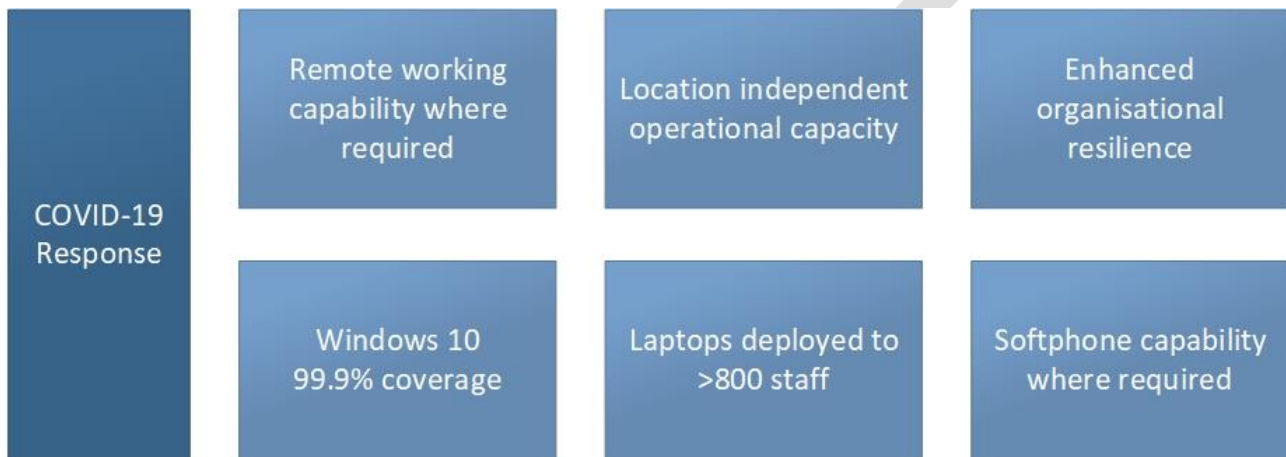 COVID-19
Response
Remote working
capability where
required
Location independent
operational capacity
Enhanced
organisational
resilience
Windows 10
99.9% coverage
Laptops deployed to
>800 staff
Softphone capability
where required